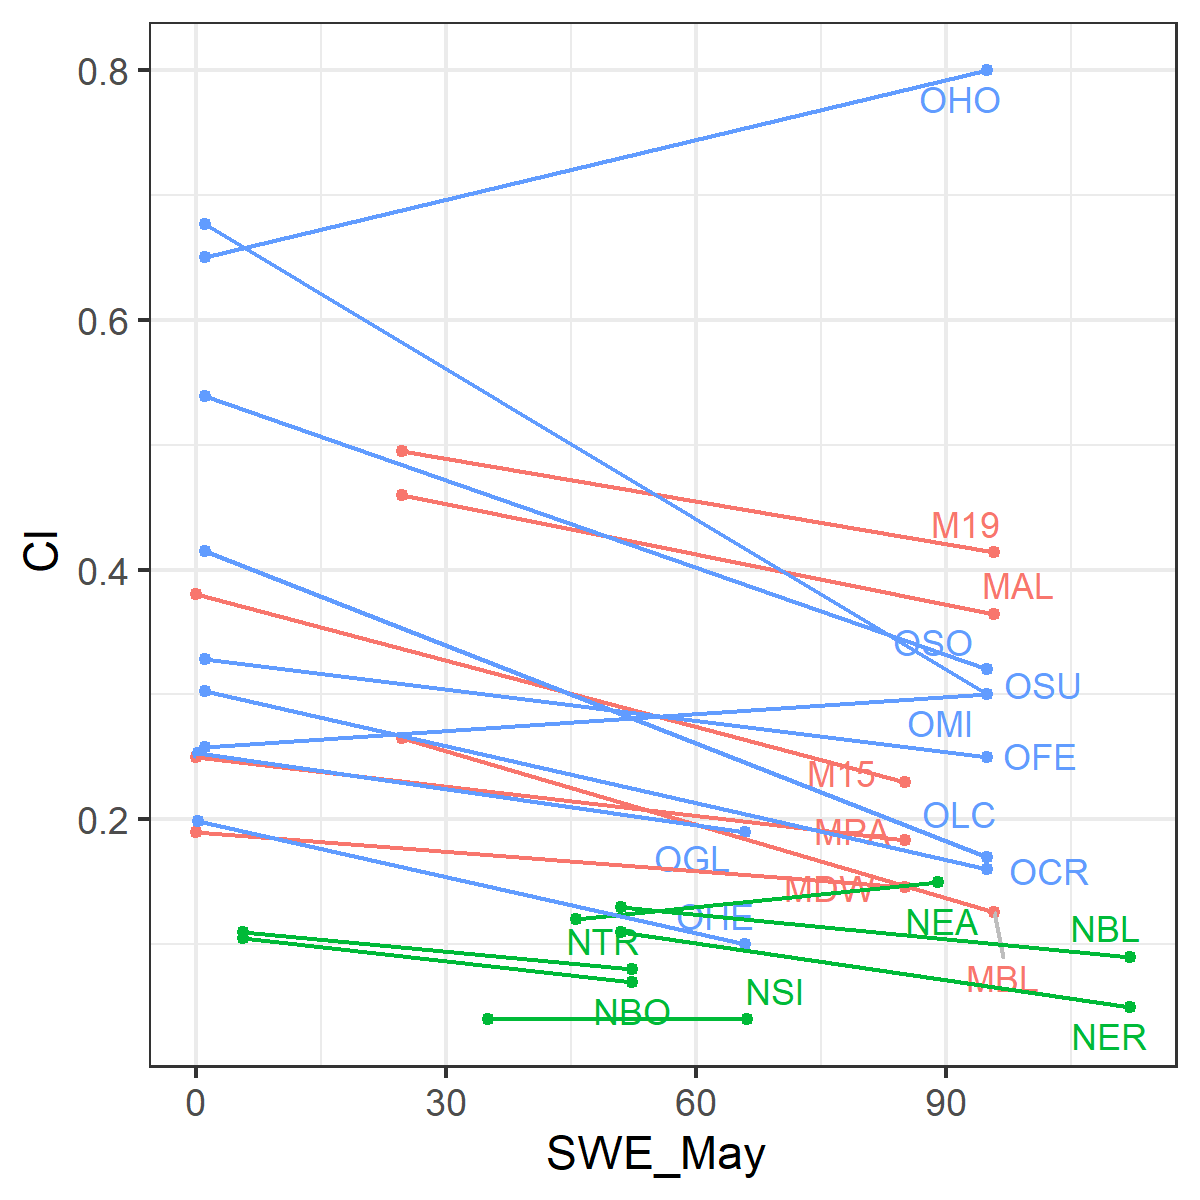 0.8
OHO
0.6
CI
M19
0.4
MAL
OSO
OSU
OMI
OFE
M15
0.2
OLC
MRA
OGL
OCR
MDW
OHE
NEA
NBL
NTR
MBL
NSI
NBO
NER
0 30 60 90
SWE_May